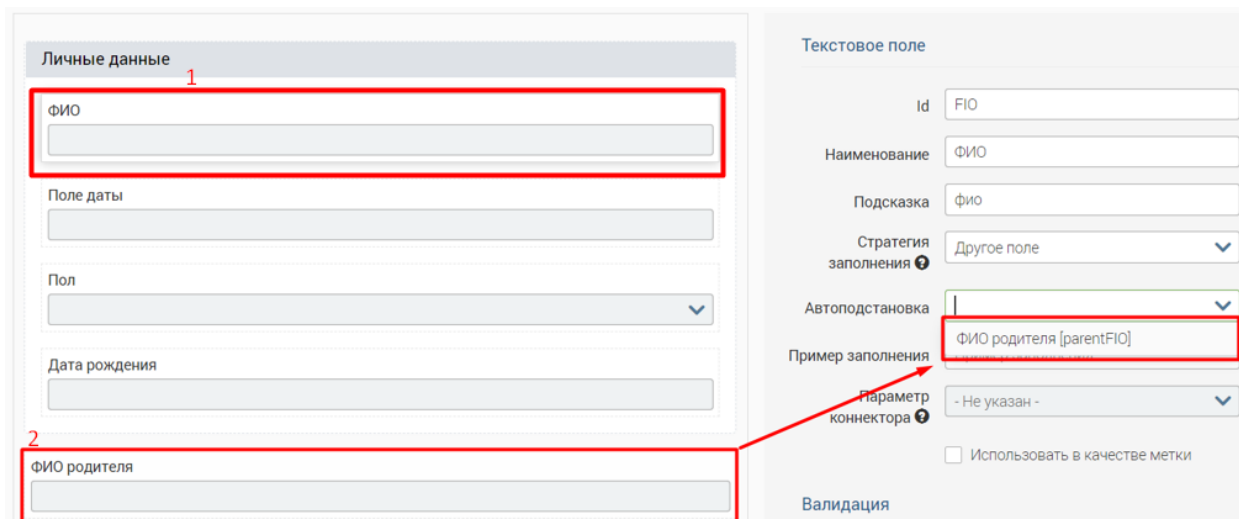 Личные данные
1
ФИО
Поле даты
Пол
Дата рождения
2
ФИО родителя
Текстовое поле
Id FIO
Наименование ФИО
Подсказка фио
Стратегия
заполнения Другое поле
Автоподстановка
ФИО родителя [parentFIO]
Пример заполнения
Параметр
коннектора - Не указан -
Использовать в качестве метки
Валидация